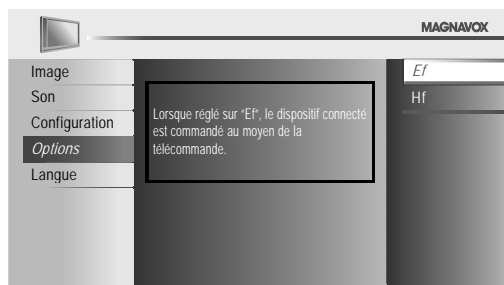 MAGNAVOX
Image
Son
Configuration
Options
Langue
Lorsque réglé sur "Ef", le dispositif connecté
est commandé au moyen de la
télécommande.
Ef
Hf